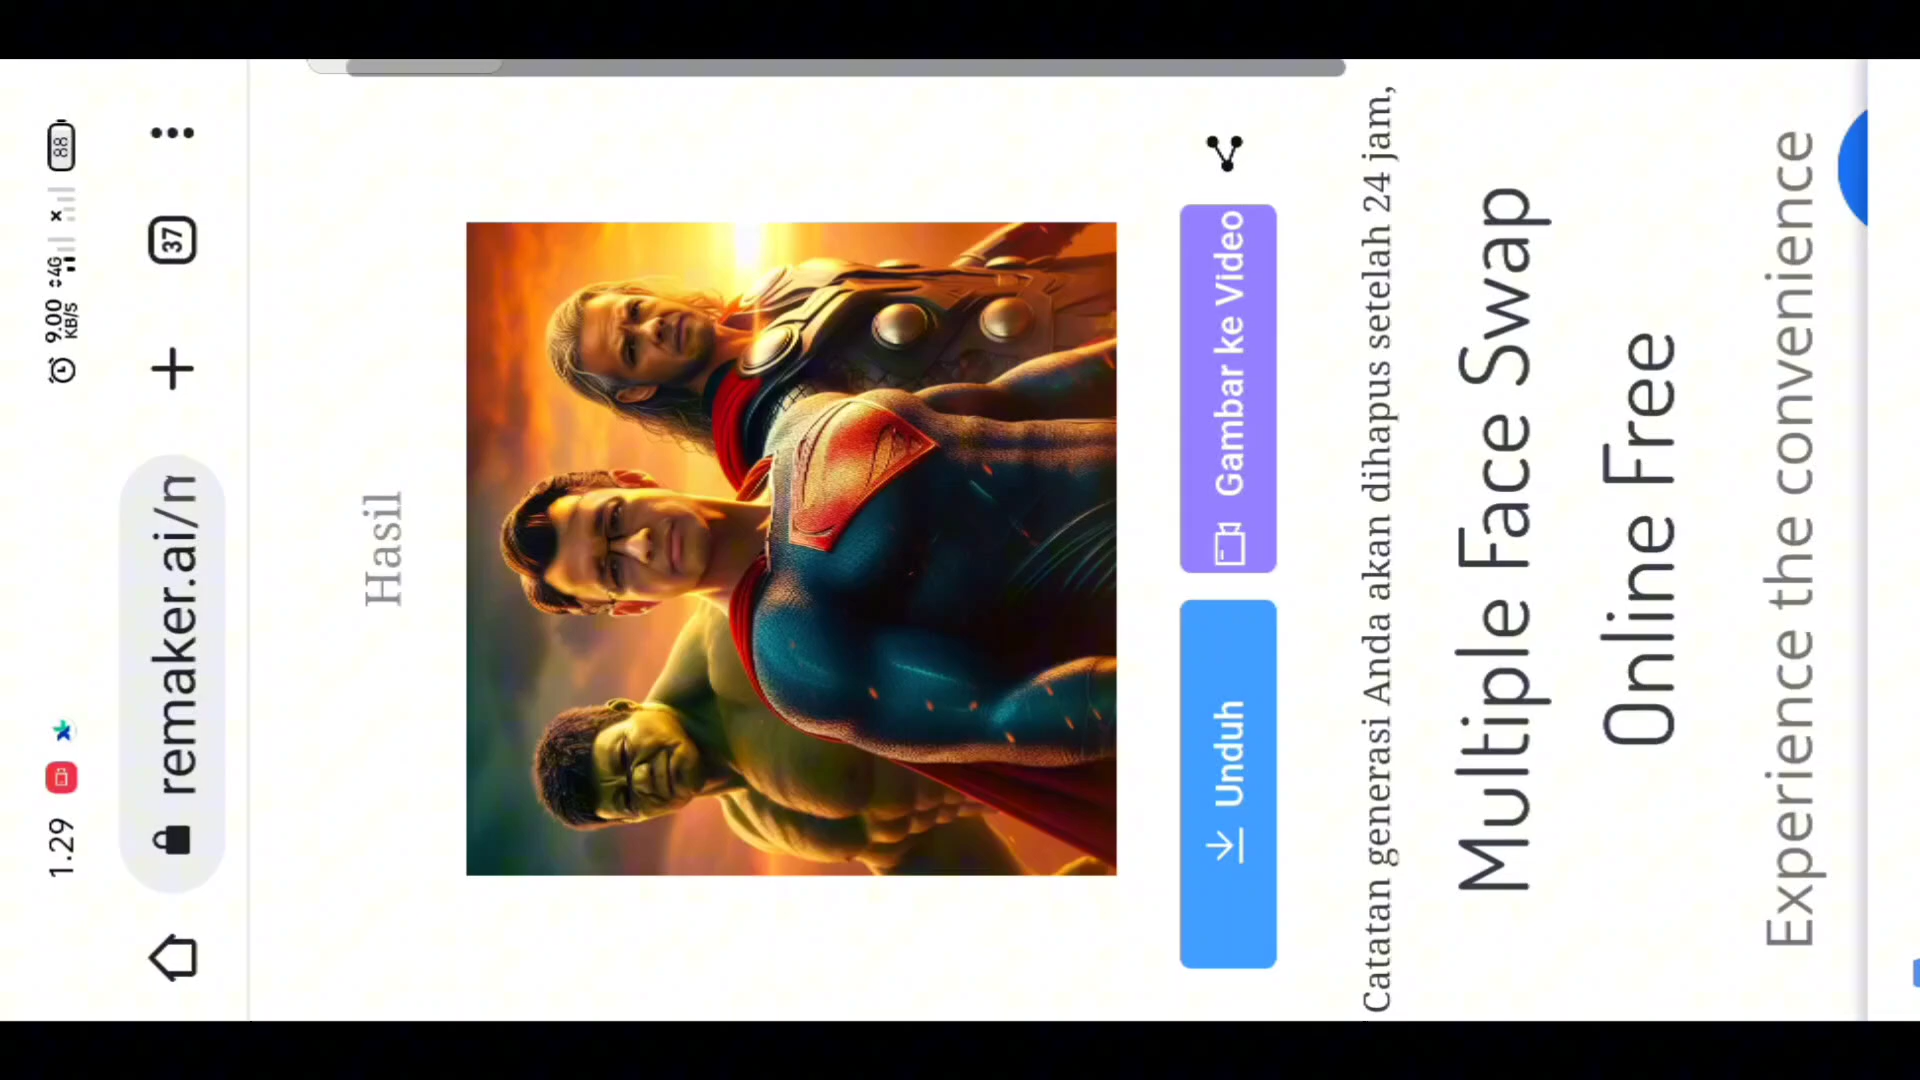 1.29
9.00 KB/S
4G
88
remaker.ai/
37
Hasil
Unduh
Gambar ke Video
Catatan generasi Anda akan dihapus setelah 24 jam,
Multiple Face Swap
Online Free
Experience the convenience